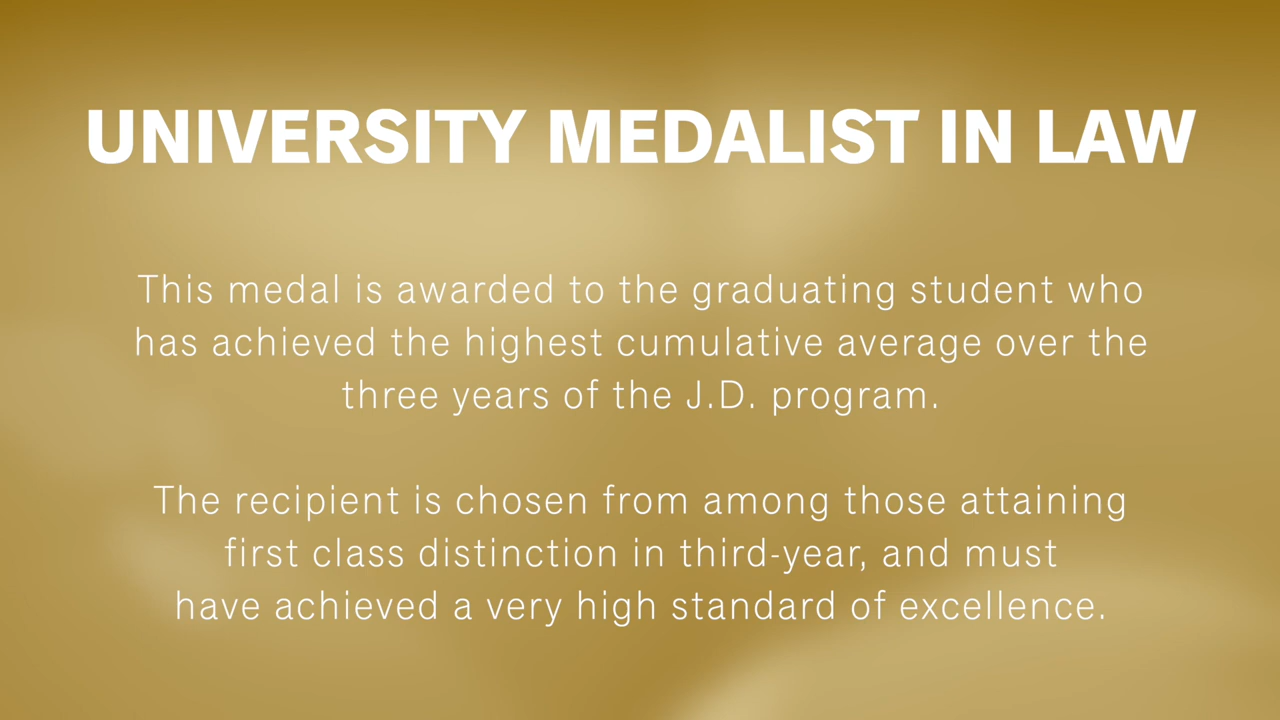 UNIVERSITY MEDALIST IN LAW
This medal is awarded to the graduating student who
has achieved the highest cumulative average over the
three years of the J.D. program.
The recipient is chosen from among those attaining
first class distinction in third-year, and must
have achieved a very high standard of excellence.